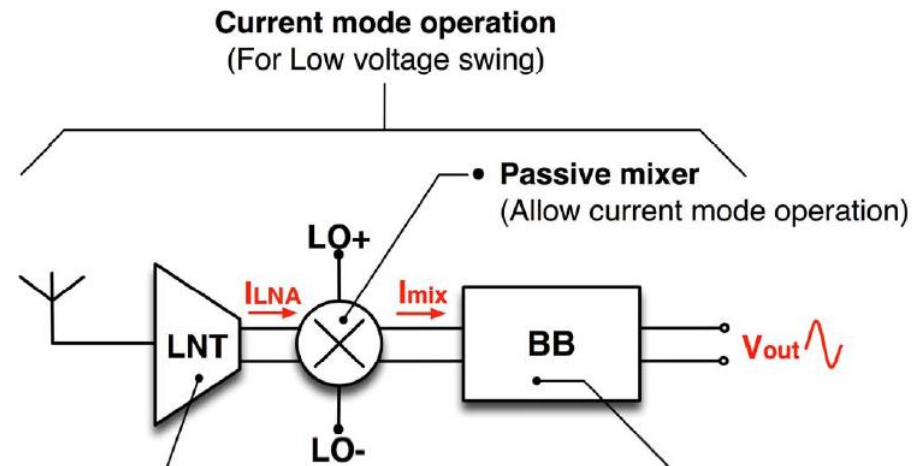 Current mode operation
(For Low voltage swing)
• Passive mixer
(Allow current mode operation)
LO+
ILNA
Imix
LNT
BB
Vout
LO-